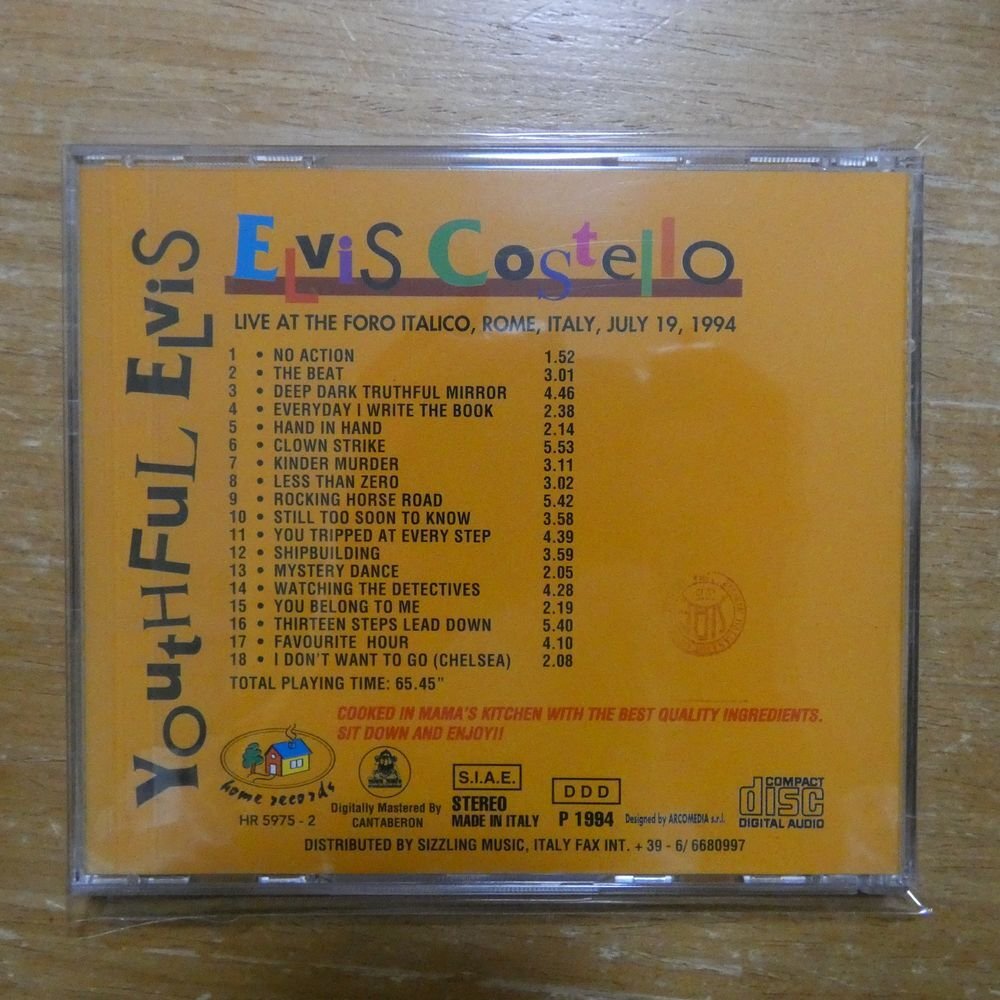 YoutHFuL ELviS
ELviS CoStello
LIVE AT THE FORO ITALICO, ROME, ITALY, JULY 19, 1994
1 • NO ACTION 1.52
2 • THE BEAT 3.01
3 • DEEP DARK TRUTHFUL MIRROR 4.46
4 • EVERYDAY I WRITE THE BOOK 2.38
5 • HAND IN HAND 2.14
6 • CLOWN STRIKE 5.53
7 • KINDER MURDER 3.11
8 • LESS THAN ZERO 3.02
9 • ROCKING HORSE ROAD 5.42
10 • STILL TOO SOON TO KNOW 3.58
11 • YOU TRIPPED AT EVERY STEP 4.39
12 • SHIPBUILDING 3.59
13 • MYSTERY DANCE 2.05
14 • WATCHING THE DETECTIVES 4.28
15 • YOU BELONG TO ME 2.19
16 • THIRTEEN STEPS LEAD DOWN 5.40
17 • FAVOURITE HOUR 4.10
18 • I DON'T WANT TO GO (CHELSEA) 2.08
TOTAL PLAYING TIME: 65.45"
COOKED IN MAMA'S KITCHEN WITH THE BEST QUALITY INGREDIENTS.
SIT DOWN AND ENJOY!!
home records
HR 5975 - 2
Digitally Mastered By
CANTABERON
S.I.A.E.
STEREO
MADE IN ITALY
DDD
P 1994
Designed by ARCOMEDIA s.r.l.
COMPACT
disc
DIGITAL AUDIO
DISTRIBUTED BY SIZZLING MUSIC, ITALY FAX INT. + 39 - 6/ 6680997